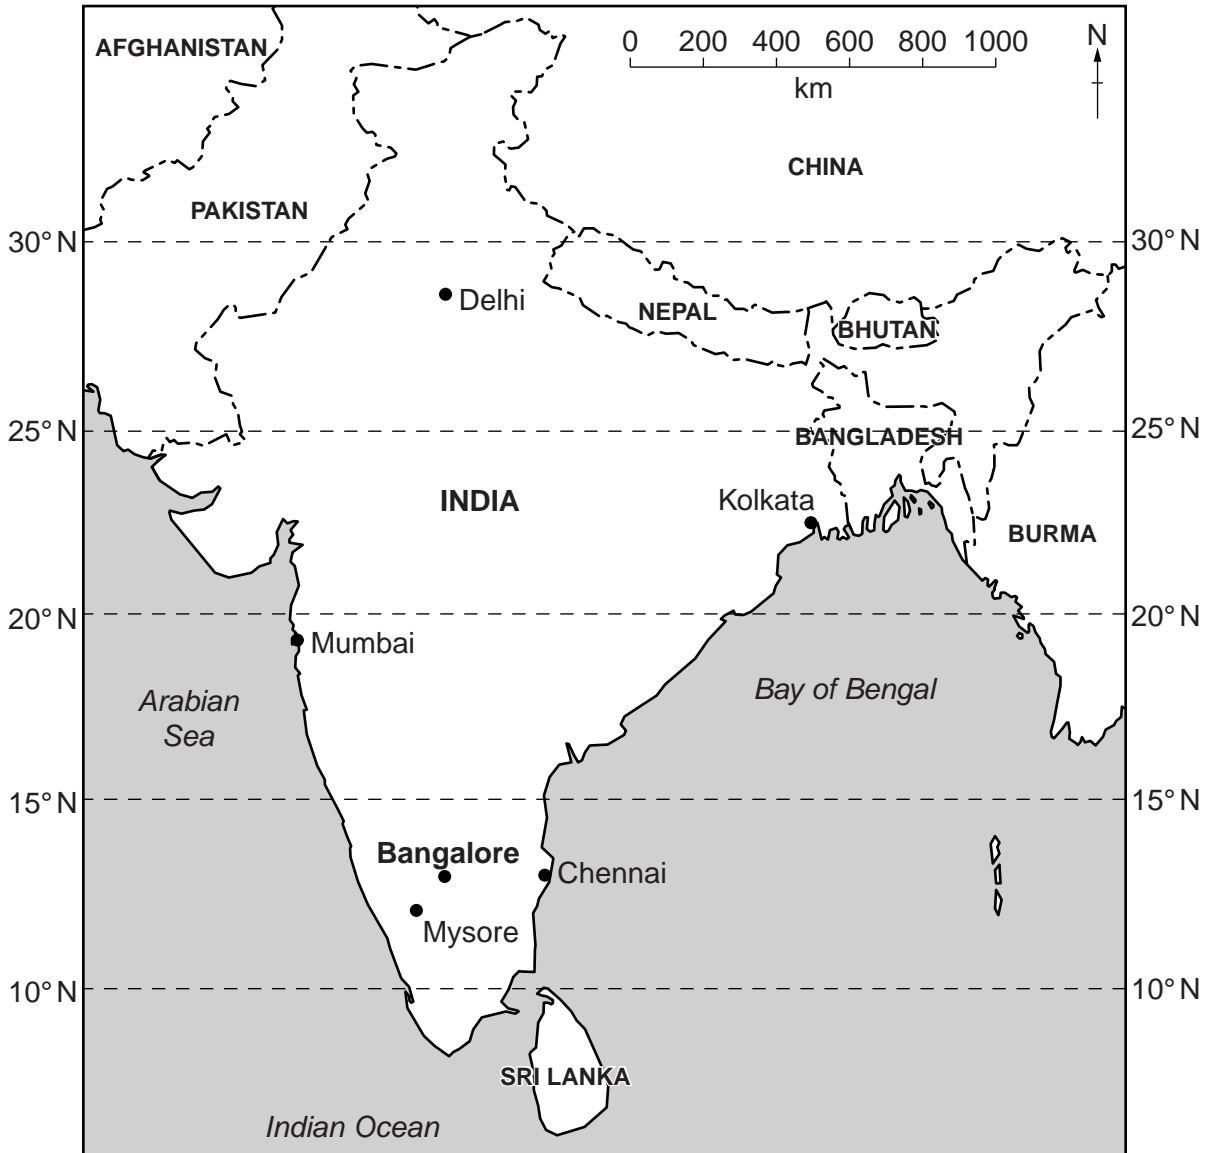 AFGHANISTAN
0 200 400 600 800 1000
km
N
CHINA
PAKISTAN
30° N
30° N
Delhi
NEPAL
BHUTAN
25° N
25° N
BANGLADESH
INDIA
Kolkata
BURMA
20° N
20° N
Mumbai
Arabian
Sea
Bay of Bengal
15° N
15° N
Bangalore
Chennai
Mysore
10° N
10° N
SRI LANKA
Indian Ocean